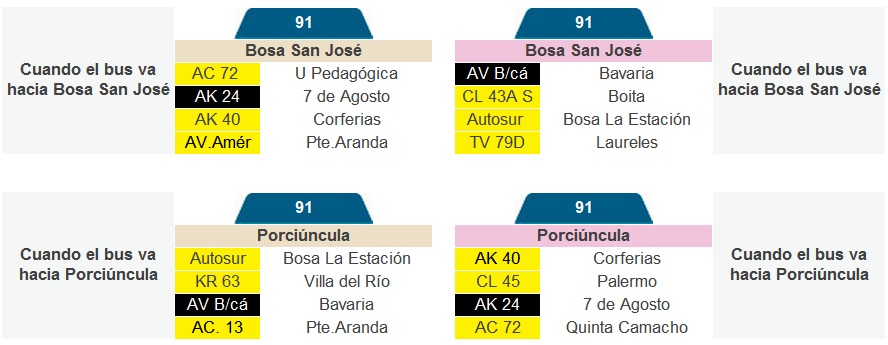 Cuando el bus va
hacia Bosa San José
91
Bosa San José
AC 72 U Pedagógica
AK 24 7 de Agosto
AK 40 Corferias
AV.Amér Pte.Aranda
91
Bosa San José
AV B/cá Bavaria
CL 43A S Boita
Autosur Bosa La Estación
TV 79D Laureles
Cuando el bus va
hacia Bosa San José
Cuando el bus va
hacia Porciúncula
91
Porciúncula
Autosur Bosa La Estación
KR 63 Villa del Río
AV B/cá Bavaria
AC. 13 Pte.Aranda
91
Porciúncula
AK 40 Corferias
CL 45 Palermo
AK 24 7 de Agosto
AC 72 Quinta Camacho
Cuando el bus va
hacia Porciúncula